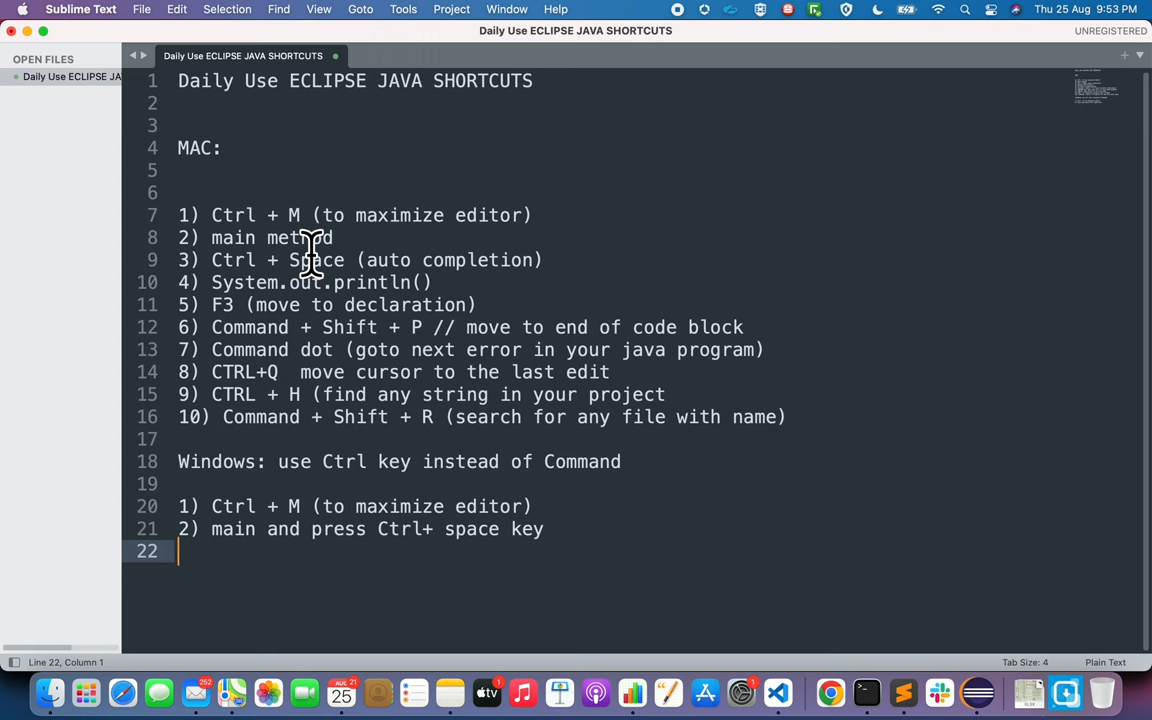 Sublime Text File Edit Selection Find View Goto Tools Project Window Help Thu 25 Aug 9:53 PM
Daily Use ECLIPSE JAVA SHORTCUTS UNREGISTERED
OPEN FILES
Daily Use ECLIPSE JA
Daily Use ECLIPSE JAVA SHORTCUTS
1 Daily Use ECLIPSE JAVA SHORTCUTS
2
3
4 MAC:
5
6
7 1) Ctrl + M (to maximize editor)
8 2) main method
9 3) Ctrl + Space (auto completion)
10 4) System.out.println()
11 5) F3 (move to declaration)
12 6) Command + Shift + P // move to end of code block
13 7) Command dot (goto next error in your java program)
14 8) CTRL+Q  move cursor to the last edit
15 9) CTRL + H (find any string in your project
16 10) Command + Shift + R (search for any file with name)
17
18 Windows: use Ctrl key instead of Command
19
20 1) Ctrl + M (to maximize editor)
21 2) main and press Ctrl+ space key
22
Line 22, Column 1 Tab Size: 4 Plain Text
252
AUG 21
25
1
1